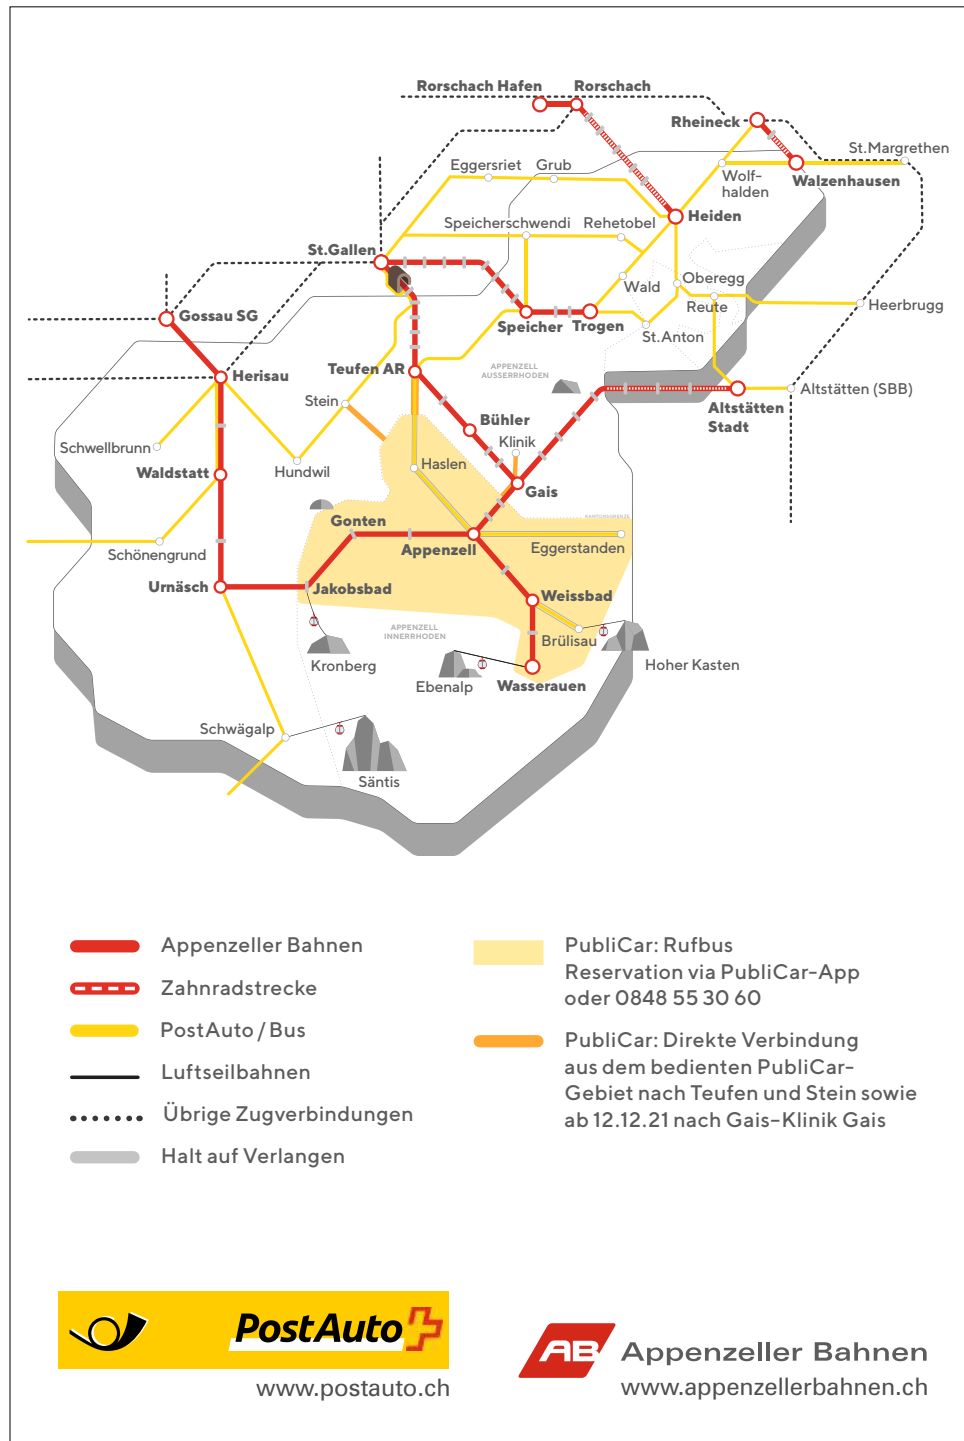 Rorschach Hafen
Rorschach
Rheineck
St.Margrethen
Eggersriet
Grub
Wolf-
halden
Walzenhausen
Heiden
Speicherschwendi
Rehetobel
St.Gallen
Wald
Oberegg
Reute
Heerbrugg
Gossau SG
Speicher
Trogen
St.Anton
Herisau
Teufen AR
APPENZELL
AUSSERRHODEN
Altstätten (SBB)
Stein
Altstätten
Stadt
Bühler
Klinik
Schwellbrunn
Hundwil
Haslen
Waldstatt
Gais
KANTONSGRENZE
Gonten
Schönengrund
Appenzell
Eggerstanden
Urnäsch
Jakobsbad
Weissbad
APPENZELL
INNERRHODEN
Brülisau
Kronberg
Hoher Kasten
Ebenalp
Wasserauen
Schwägalp
Säntis
Appenzeller Bahnen
Zahnradstrecke
PostAuto / Bus
Luftseilbahnen
Übrige Zugverbindungen
Halt auf Verlangen
PubliCar: Rufbus
Reservation via PubliCar-App
oder 0848 55 30 60
PubliCar: Direkte Verbindung
aus dem bedienten PubliCar-
Gebiet nach Teufen und Stein sowie
ab 12.12.21 nach Gais–Klinik Gais
PostAuto
www.postauto.ch
AB Appenzeller Bahnen
www.appenzellerbahnen.ch